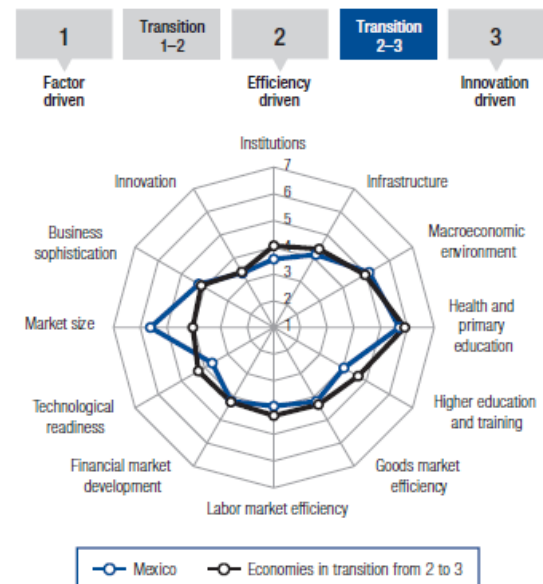 1
Transition
1–2
2
Transition
2–3
3
Factor
driven
Efficiency
driven
Innovation
driven
Institutions
7
Innovation
Infrastructure
6
Business
sophistication
5
Macroeconomic
environment
4
3
Market size
2
1
Health and
primary
education
Technological
readiness
Higher education
and training
Financial market
development
Goods market
efficiency
Labor market efficiency
Mexico
Economies in transition from 2 to 3